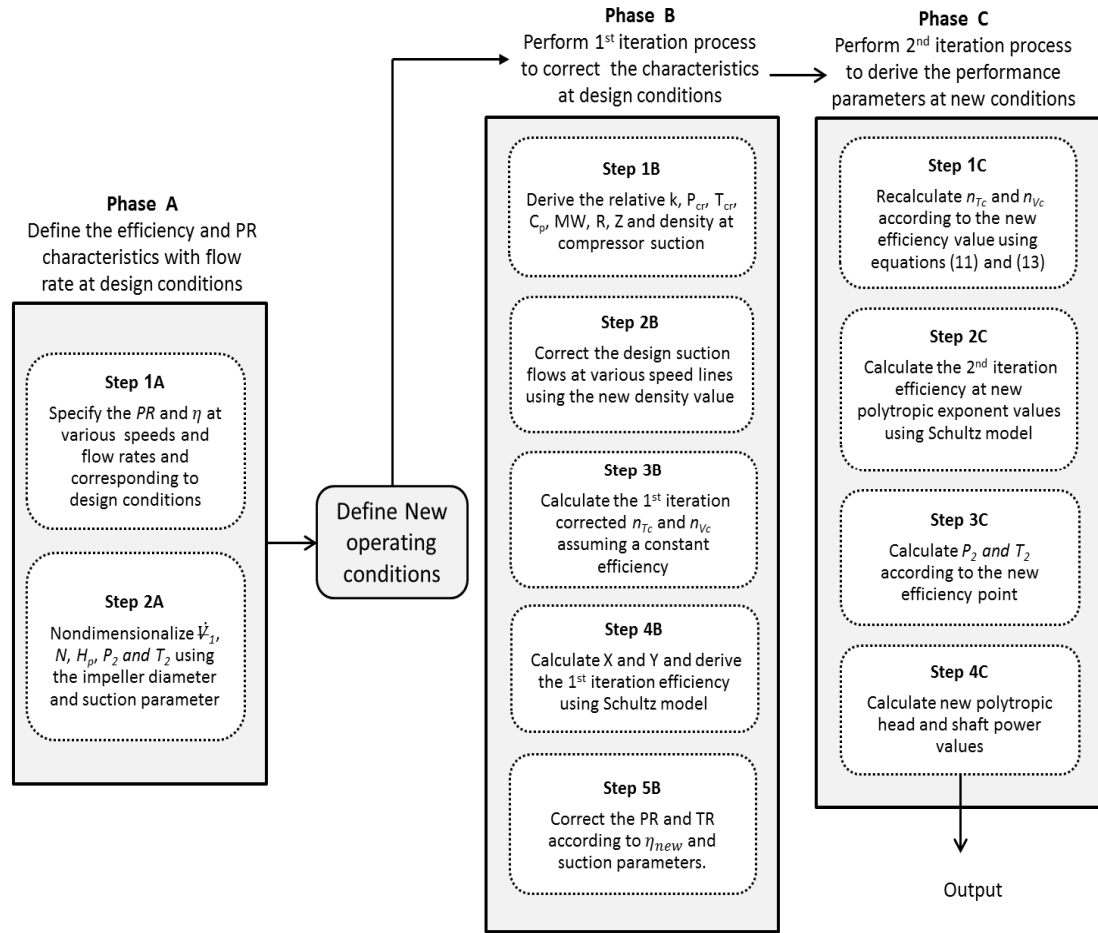 Phase A
Define the efficiency and PR
characteristics with flow
rate at design conditions
Step 1A
Specify the PR and η at
various speeds and
flow rates and
corresponding to
design conditions
Step 2A
Nondimensionalize V̶̇₁,
N, Hₚ, P₂ and T₂ using
the impeller diameter
and suction parameter
Define New
operating
conditions
Phase B
Perform 1st iteration process
to correct the characteristics
at design conditions
Step 1B
Derive the relative k, Pcr, Tcr,
Cp, MW, R, Z and density at
compressor suction
Step 2B
Correct the design suction
flows at various speed lines
using the new density value
Step 3B
Calculate the 1st iteration
corrected nTc and nVc
assuming a constant
efficiency
Step 4B
Calculate X and Y and derive
the 1st iteration efficiency
using Schultz model
Step 5B
Correct the PR and TR
according to ηnew and
suction parameters.
Phase C
Perform 2nd iteration process
to derive the performance
parameters at new conditions
Step 1C
Recalculate nTc and nVc
according to the new
efficiency value using
equations (11) and (13)
Step 2C
Calculate the 2nd iteration
efficiency at new
polytropic exponent values
using Schultz model
Step 3C
Calculate P₂ and T₂
according to the new
efficiency point
Step 4C
Calculate new polytropic
head and shaft power
values
Output